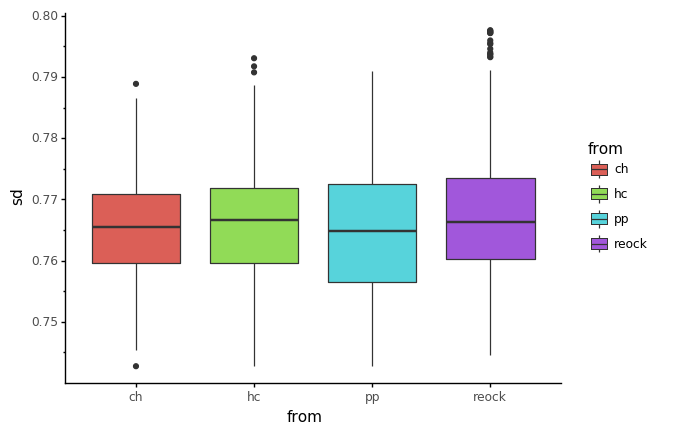 0.80
0.79
0.78
0.77
0.76
0.75
sd
ch hc pp reock
from
from
ch
hc
pp
reock